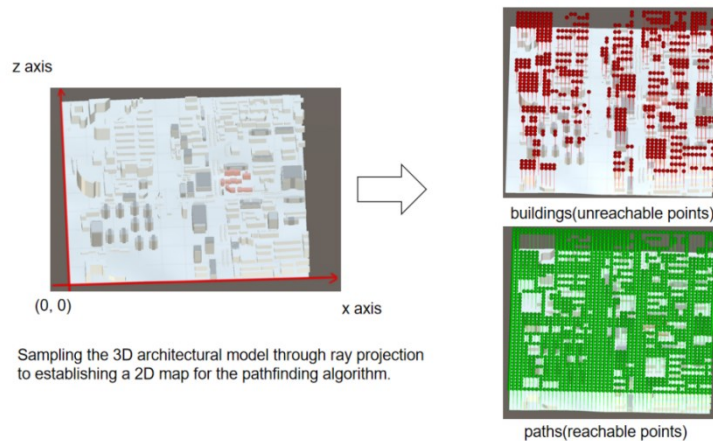 z axis
(0, 0)
x axis
Sampling the 3D architectural model through ray projection
to establishing a 2D map for the pathfinding algorithm.
buildings(unreachable points)
paths(reachable points)